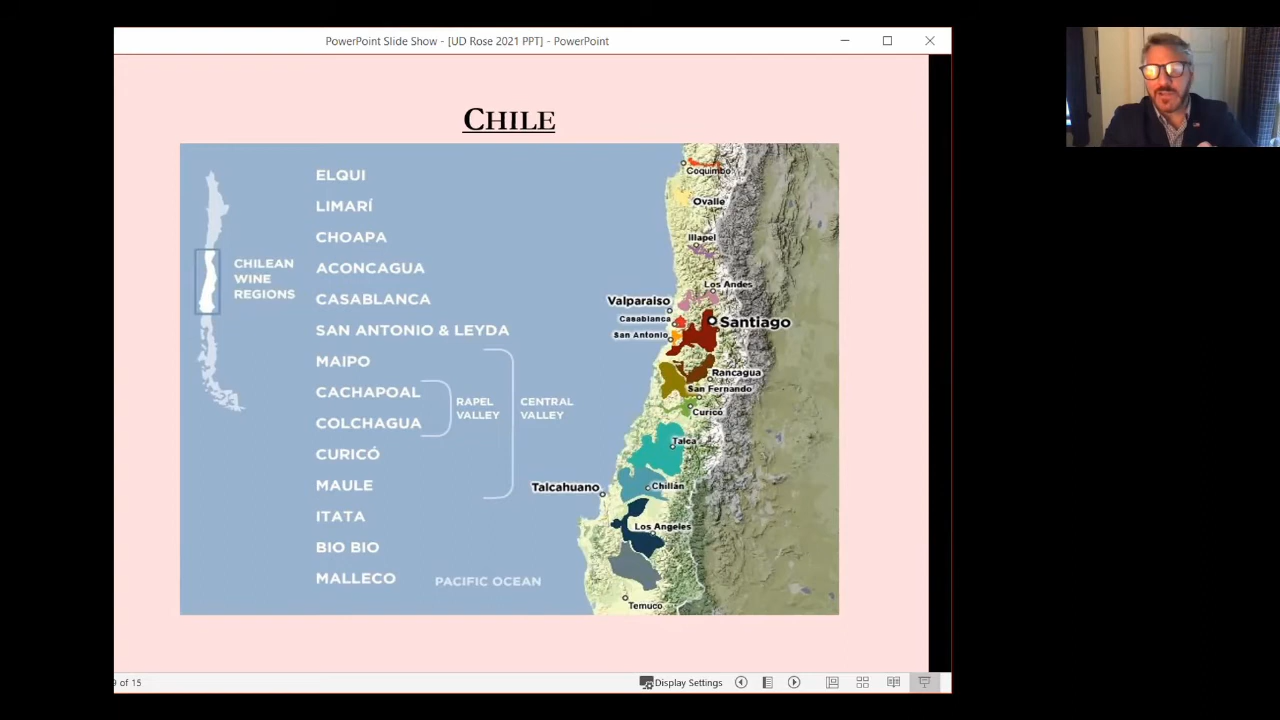 PowerPoint Slide Show - [UD Rose 2021 PPT] - PowerPoint
CHILE
CHILEAN
WINE
REGIONS
ELQUI
LIMARÍ
CHOAPA
ACONCAGUA
CASABLANCA
SAN ANTONIO & LEYDA
MAIPO
CACHAPOAL
COLCHAGUA
CURICÓ
MAULE
ITATA
BIO BIO
MALLECO
RAPEL
VALLEY
CENTRAL
VALLEY
PACIFIC OCEAN
Coquimbo
Ovalle
Illapel
Los Andes
Valparaiso
Casablanca
Santiago
San Antonio
Rancagua
San Fernando
Curicó
Talca
Talcahuano
Chillán
Los Angeles
Temuco
9 of 15
Display Settings